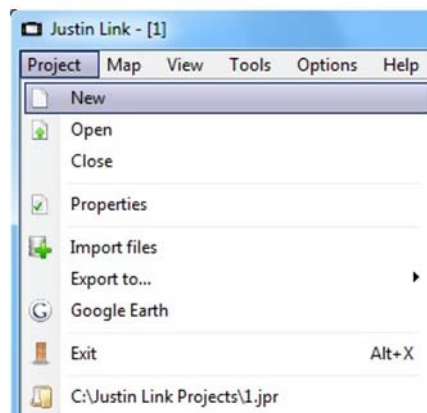 Justin Link - [1]
Project Map View Tools Options Help
New
Open
Close
Properties
Import files
Export to...
Google Earth
Exit Alt+X
C:\Justin Link Projects\1.jpr